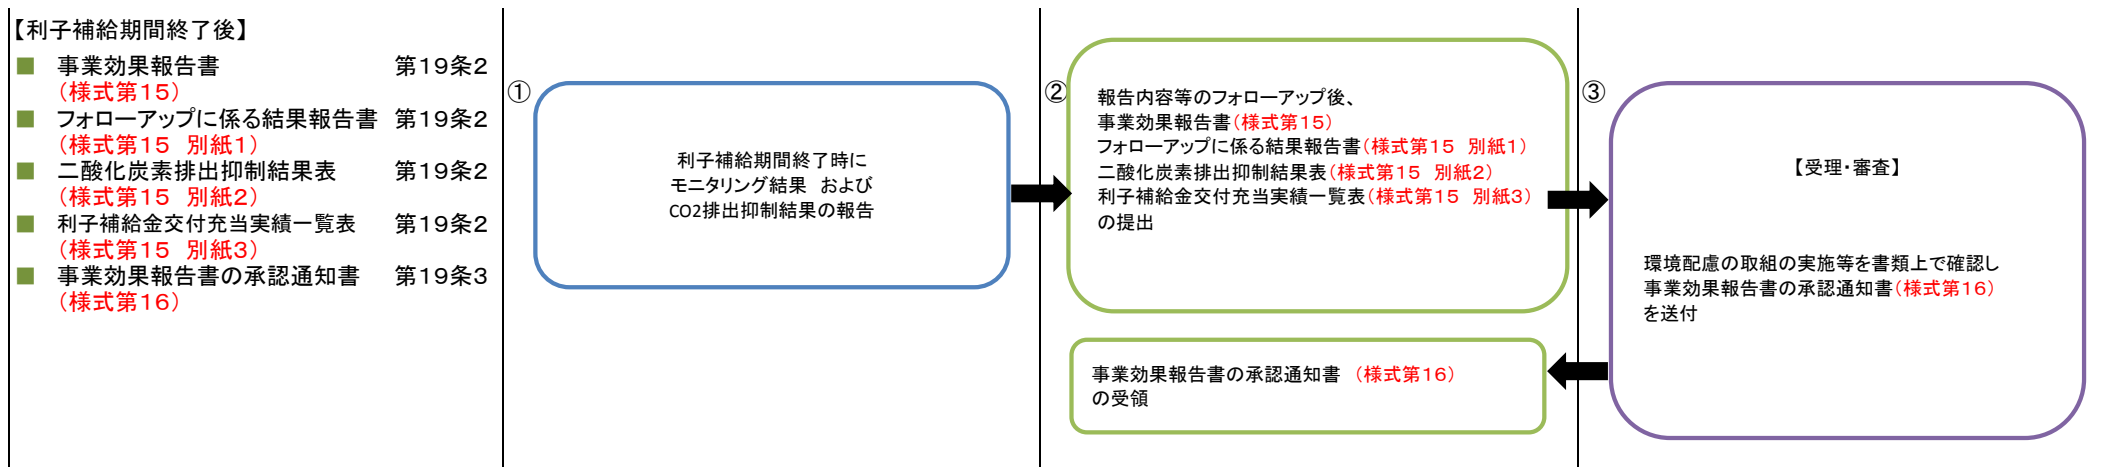 【利子補給期間終了後】
■ 事業効果報告書 第19条2
（様式第15）
■ フォローアップに係る結果報告書 第19条2
（様式第15　別紙1）
■ 二酸化炭素排出抑制結果表 第19条2
（様式第15　別紙2）
■ 利子補給金交付充当実績一覧表 第19条2
（様式第15　別紙3）
■ 事業効果報告書の承認通知書 第19条3
（様式第16）
①
利子補給期間終了時に
モニタリング結果　および
CO2排出抑制結果の報告
②
報告内容等のフォローアップ後、
事業効果報告書（様式第15）
フォローアップに係る結果報告書（様式第15　別紙1）
二酸化炭素排出抑制結果表（様式第15　別紙2）
利子補給金交付充当実績一覧表（様式第15　別紙3）
の提出
事業効果報告書の承認通知書　（様式第16）
の受領
③
【受理・審査】
環境配慮の取組の実施等を書類上で確認し
事業効果報告書の承認通知書（様式第16）
を送付